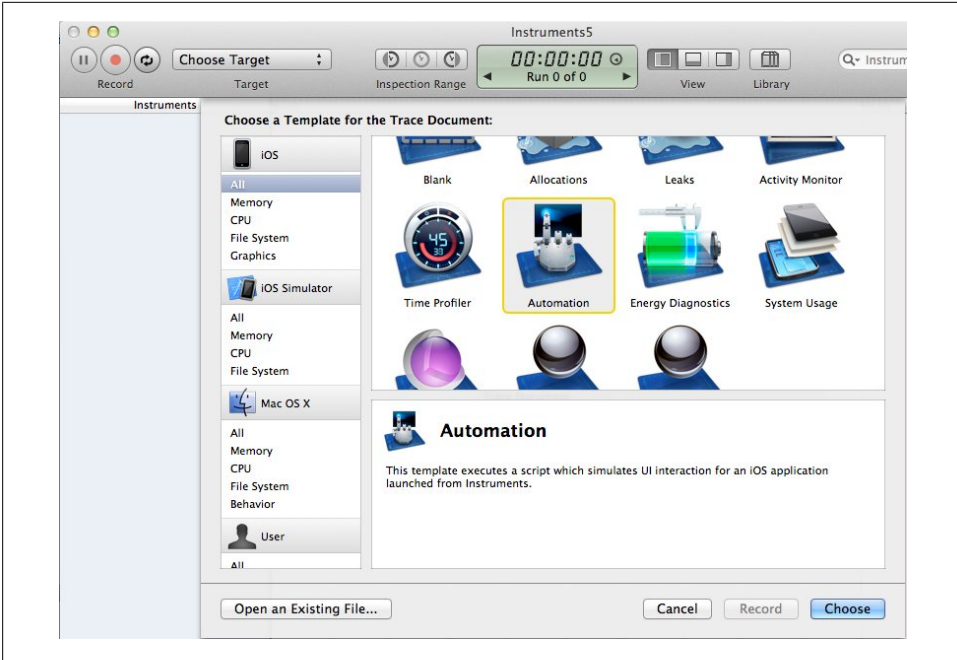 Instruments5
Choose Target
00:00:00
Run 0 of 0
Instrum
Record
Target
Inspection Range
View
Library
Instruments
Choose a Template for the Trace Document:
iOS
All
Memory
CPU
File System
Graphics
iOS Simulator
All
Memory
CPU
File System
Mac OS X
All
Memory
CPU
File System
Behavior
User
All
Blank
Allocations
Leaks
Activity Monitor
45
30
Time Profiler
Automation
Energy Diagnostics
System Usage
Automation
This template executes a script which simulates UI interaction for an iOS application
launched from Instruments.
Open an Existing File...
Cancel
Record
Choose